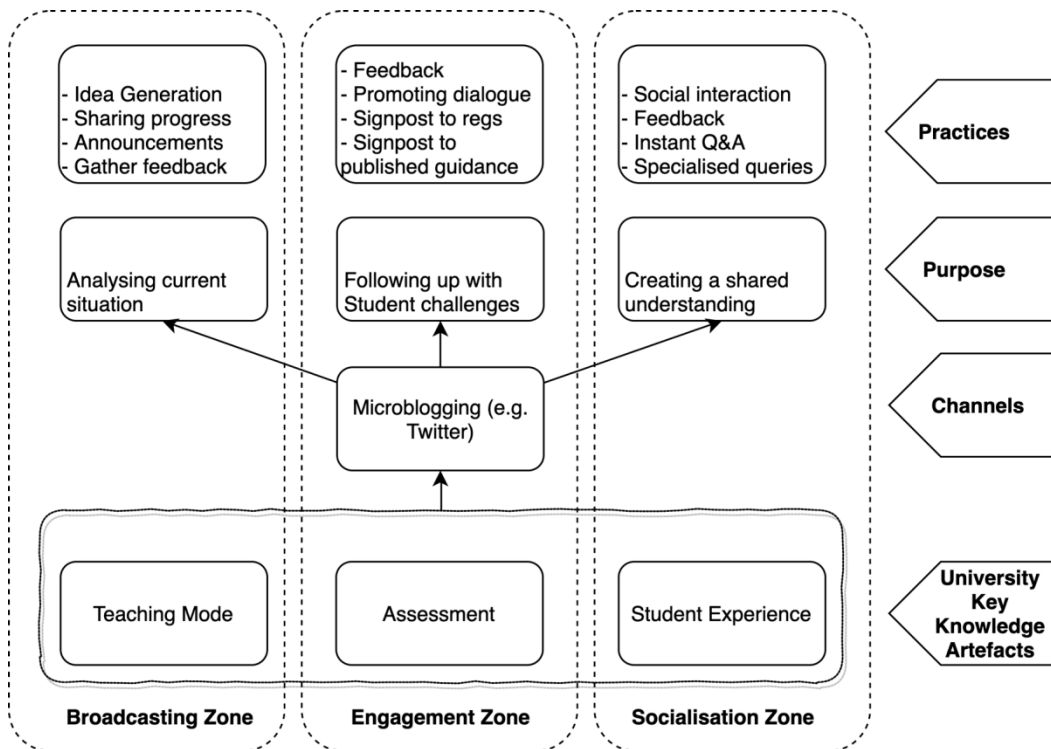 - Idea Generation
- Sharing progress
- Announcements
- Gather feedback
- Feedback
- Promoting dialogue
- Signpost to regs
- Signpost to
published guidance
- Social interaction
- Feedback
- Instant Q&A
- Specialised queries
Practices
Analysing current
situation
Following up with
Student challenges
Creating a shared
understanding
Purpose
Microblogging (e.g.
Twitter)
Channels
Teaching Mode
Assessment
Student Experience
University
Key
Knowledge
Artefacts
Broadcasting Zone
Engagement Zone
Socialisation Zone